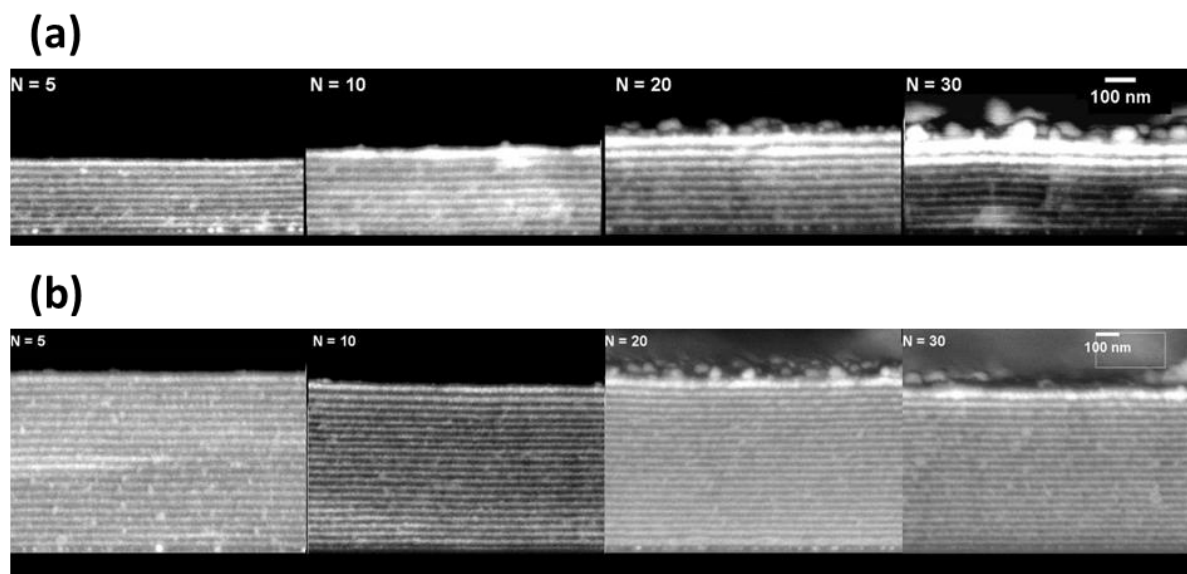 (a)
N = 5
N = 10
N = 20
N = 30
100 nm
(b)
N = 5
N = 10
N = 20
N = 30
100 nm